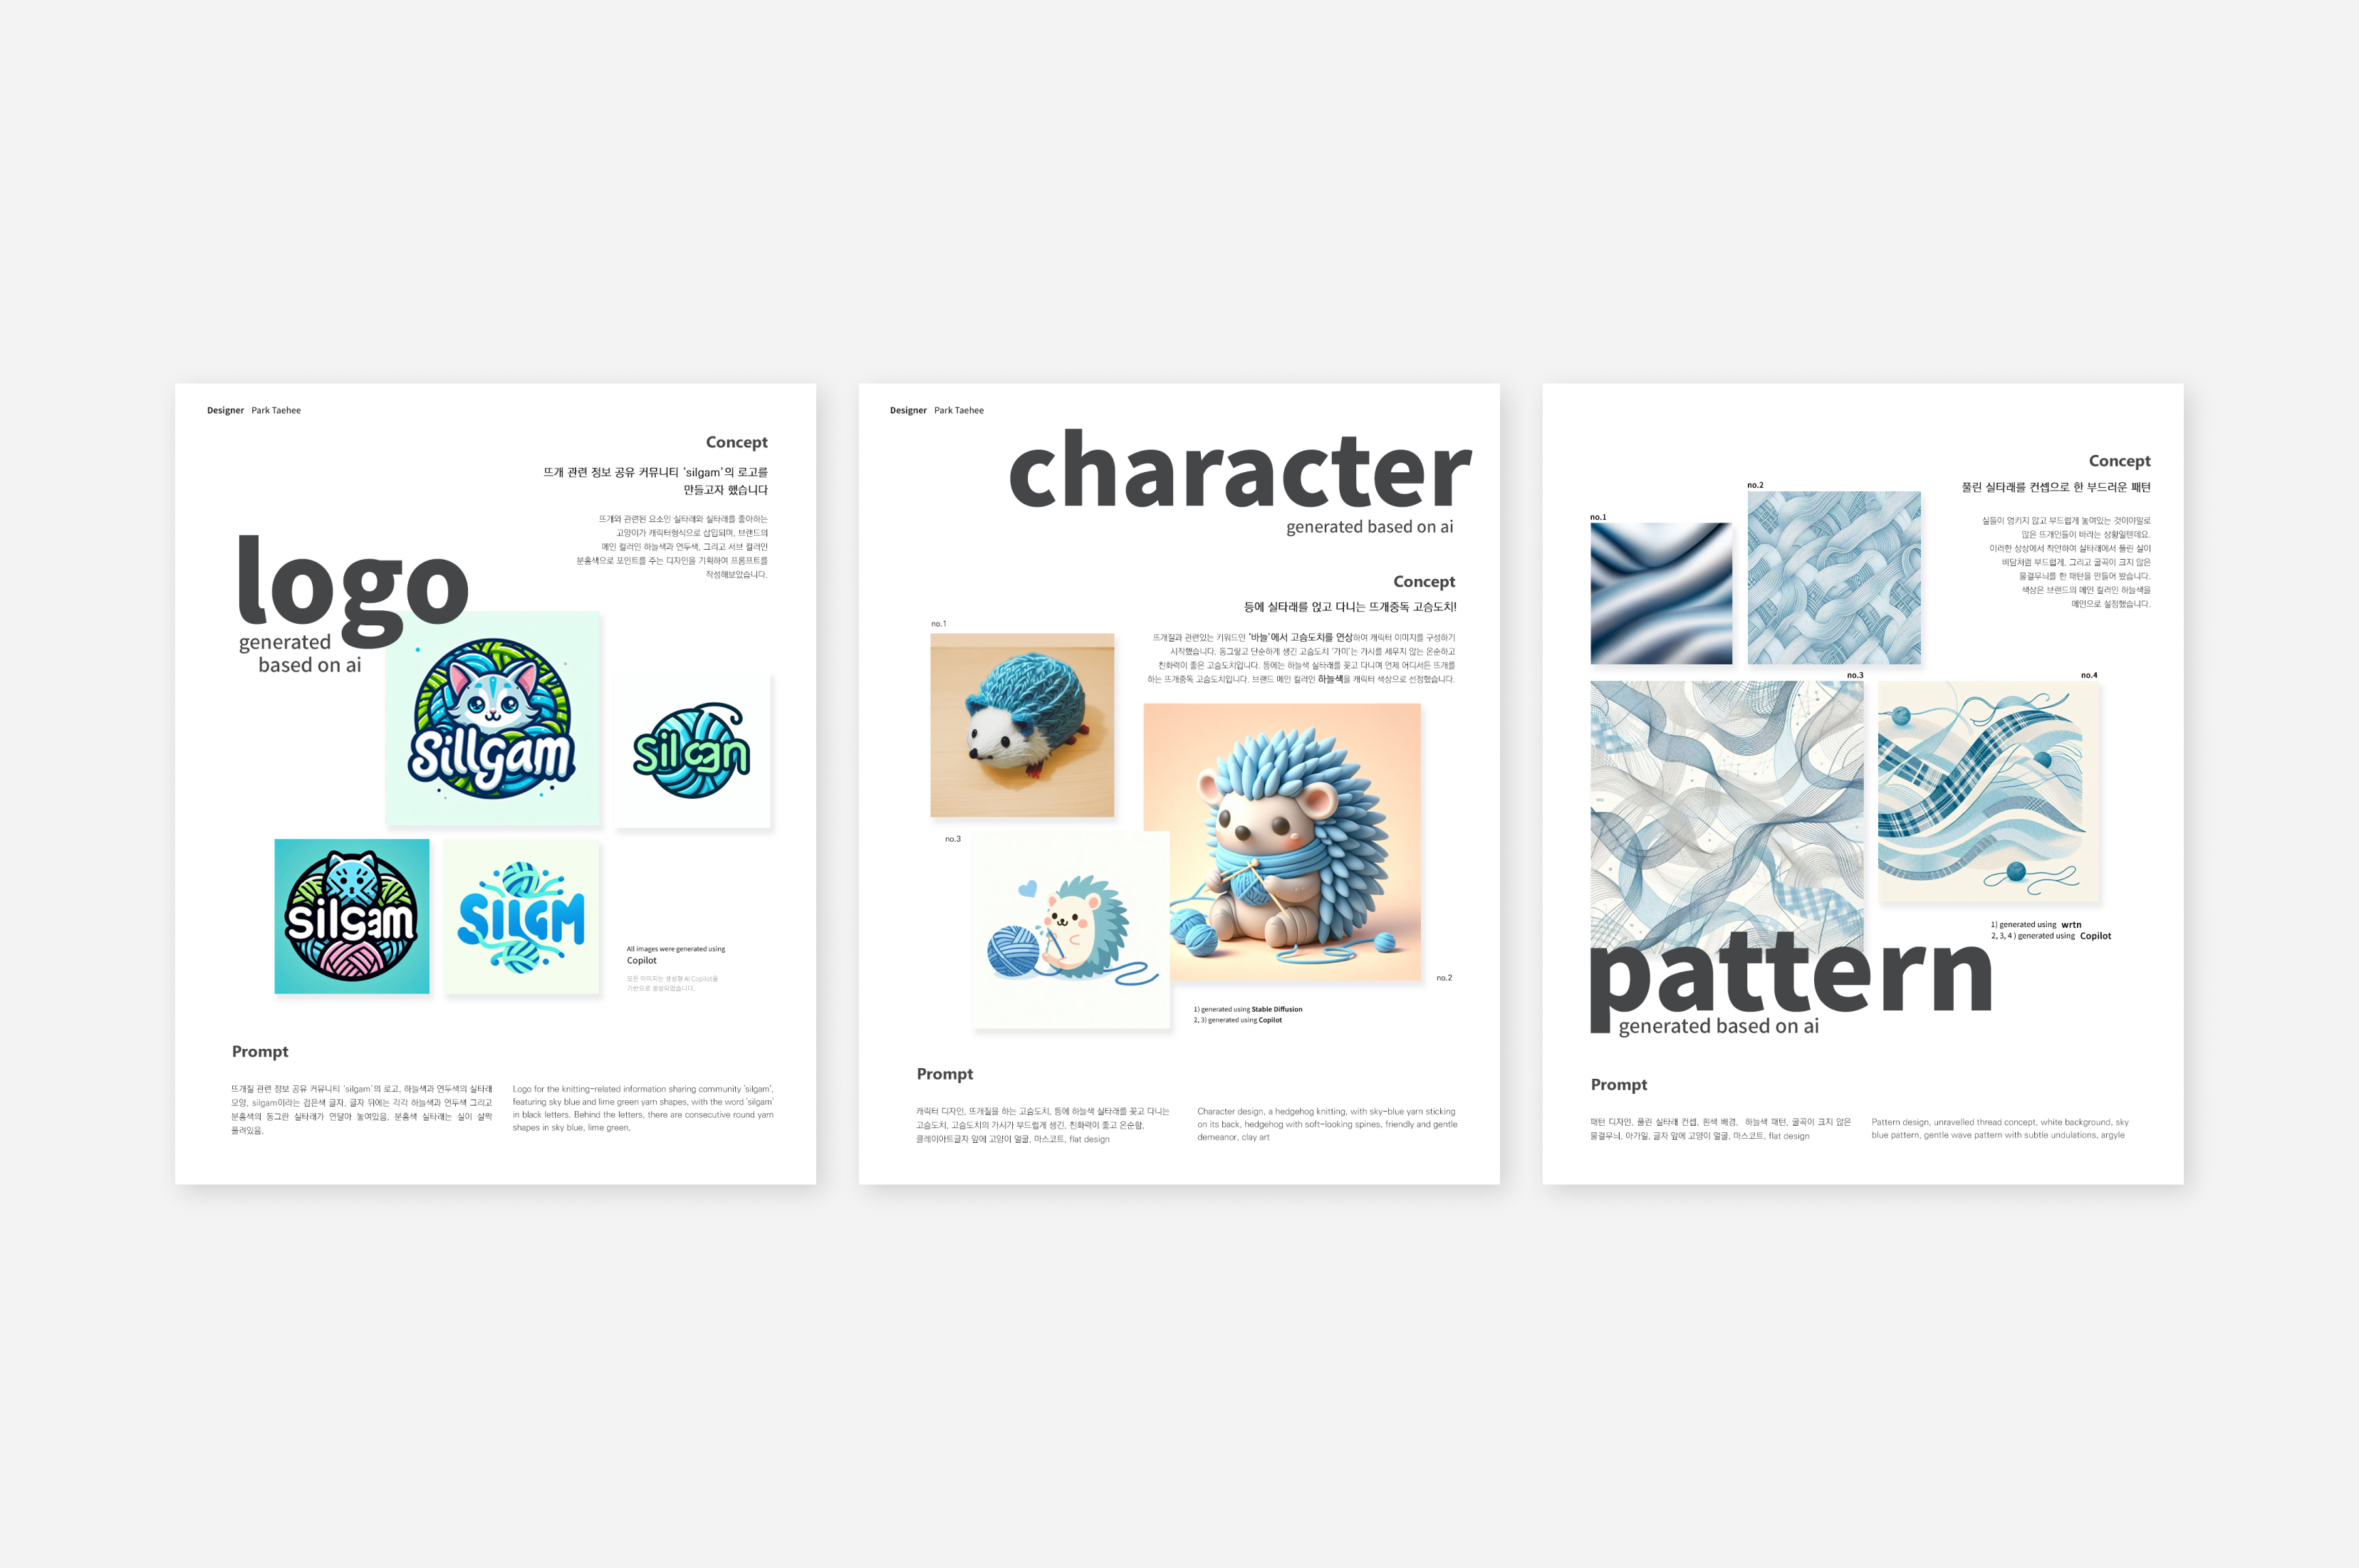 Designer Park Taehee
Concept
뜨개 관련 정보 공유 커뮤니티 'silgam'의 로고를
만들고자 했습니다
뜨개와 관련된 요소인 실타래와 실타래를 좋아하는
고양이가 캐릭터형식으로 삽입되며, 브랜드의
메인 컬러인 하늘색과 연두색, 그리고 서브 컬러인
분홍색으로 포인트를 주는 디자인을 기획하여 프롬프트를
작성해보았습니다.
logo
generated
based on ai
Sillgam
silcan
silgam
SILGM
All images were generated using
Copilot
모든 이미지는 생성형 AI Copilot을
기반으로 생성되었습니다.
Prompt
뜨개질 관련 정보 공유 커뮤니티 'silgam'의 로고, 하늘색과 연두색의 실타래
모양, silgam이라는 검은색 글자, 글자 뒤에는 각각 하늘색과 연두색 그리고
분홍색의 동그란 실타래가 연달아 놓여있음, 분홍색 실타래는 실이 살짝
풀려있음,
Logo for the knitting-related information sharing community 'silgam',
featuring sky blue and lime green yarn shapes, with the word 'silgam'
in black letters. Behind the letters, there are consecutive round yarn
shapes in sky blue, lime green,
Designer Park Taehee
character
generated based on ai
Concept
등에 실타래를 얹고 다니는 뜨개중독 고슴도치!
뜨개질과 관련있는 키워드인 '바늘'에서 고슴도치를 연상하여 캐릭터 이미지를 구성하기
시작했습니다. 동그랗고 단순하게 생긴 고슴도치 '가미'는 가시를 세우지 않는 온순하고
친화력이 좋은 고슴도치입니다. 등에는 하늘색 실타래를 꽂고 다니며 언제 어디서든 뜨개를
하는 뜨개중독 고슴도치입니다. 브랜드 메인 컬러인 하늘색을 캐릭터 색상으로 선정했습니다.
no.1
no.3
no.2
1) generated using Stable Diffusion
2, 3) generated using Copilot
Prompt
캐릭터 디자인, 뜨개질을 하는 고슴도치, 등에 하늘색 실타래를 꽂고 다니는
고슴도치, 고슴도치의 가시가 부드럽게 생긴, 친화력이 좋고 온순함,
클레이아트글자 앞에 고양이 얼굴, 마스코트, flat design
Character design, a hedgehog knitting, with sky-blue yarn sticking
on its back, hedgehog with soft-looking spines, friendly and gentle
demeanor, clay art
Concept
풀린 실타래를 컨셉으로 한 부드러운 패턴
실들이 엉키지 않고 부드럽게 놓여있는 것이야말로
많은 뜨개인들이 바라는 상황일텐데요.
이러한 상상에서 착안하여 실타래에서 풀린 실이
비단처럼 부드럽게, 그리고 굴곡이 크지 않은
물결무늬를 한 패턴을 만들어 봤습니다.
색상은 브랜드의 메인 컬러인 하늘색을
메인으로 설정했습니다.
no.1
no.2
no.3
no.4
1) generated using wrtn
2, 3, 4 ) generated using Copilot
pattern
generated based on ai
Prompt
패턴 디자인, 풀린 실타래 컨셉, 흰색 배경, 하늘색 패턴, 굴곡이 크지 않은
물결무늬, 아가일, 글자 앞에 고양이 얼굴, 마스코트, flat design
Pattern design, unravelled thread concept, white background, sky
blue pattern, gentle wave pattern with subtle undulations, argyle